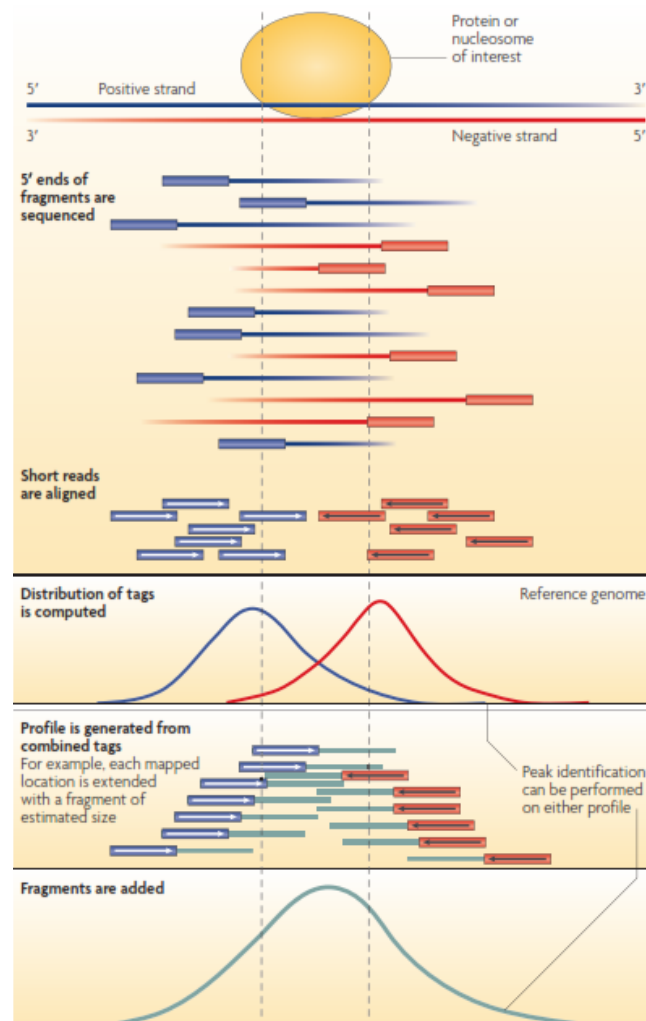 Protein or
nucleosome
of interest
5′
Positive strand
3′
3′
Negative strand
5′
5′ ends of
fragments are
sequenced
Short reads
are aligned
Distribution of tags
is computed
Reference genome
Profile is generated from
combined tags
For example, each mapped
location is extended
with a fragment of
estimated size
Peak identification
can be performed
on either profile
Fragments are added